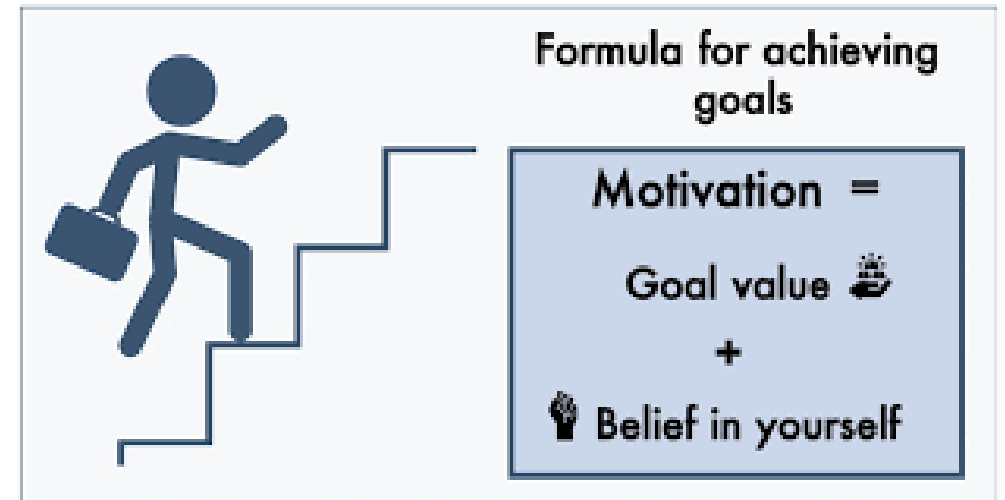 Formula for achieving
goals
Motivation =
Goal value
+
Belief in yourself